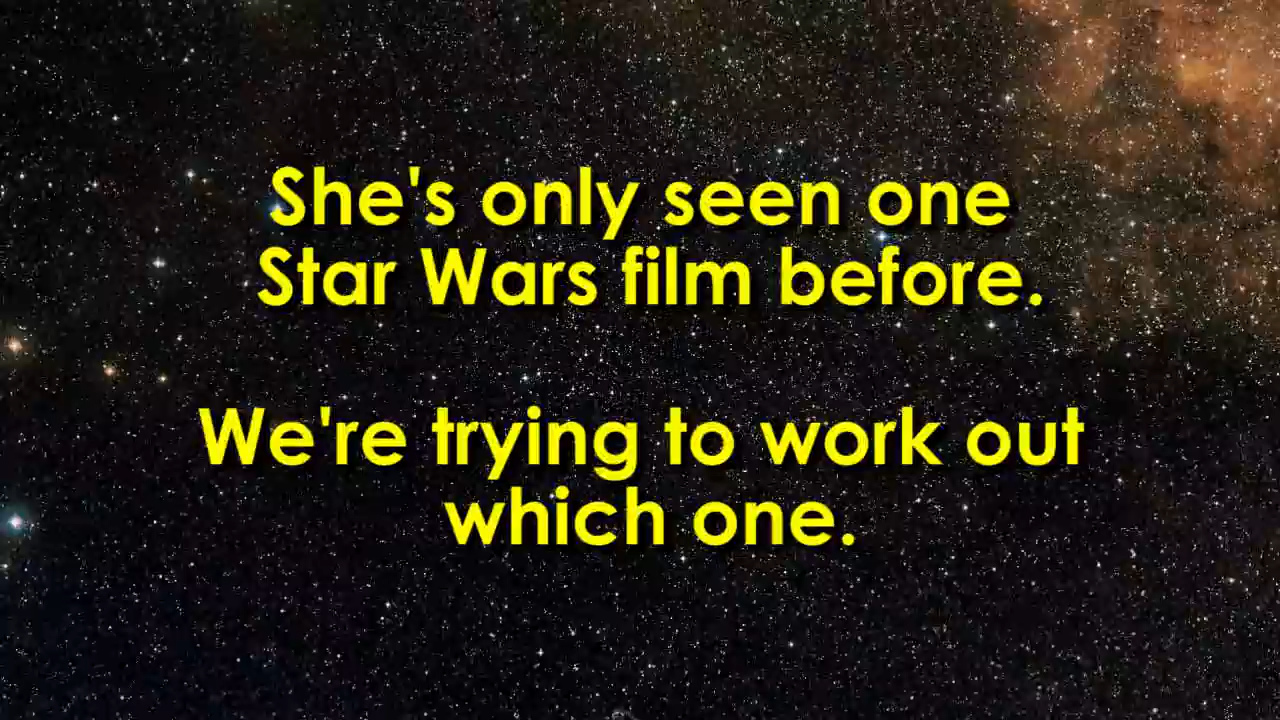 She's only seen one
Star Wars film before.
We're trying to work out
which one.